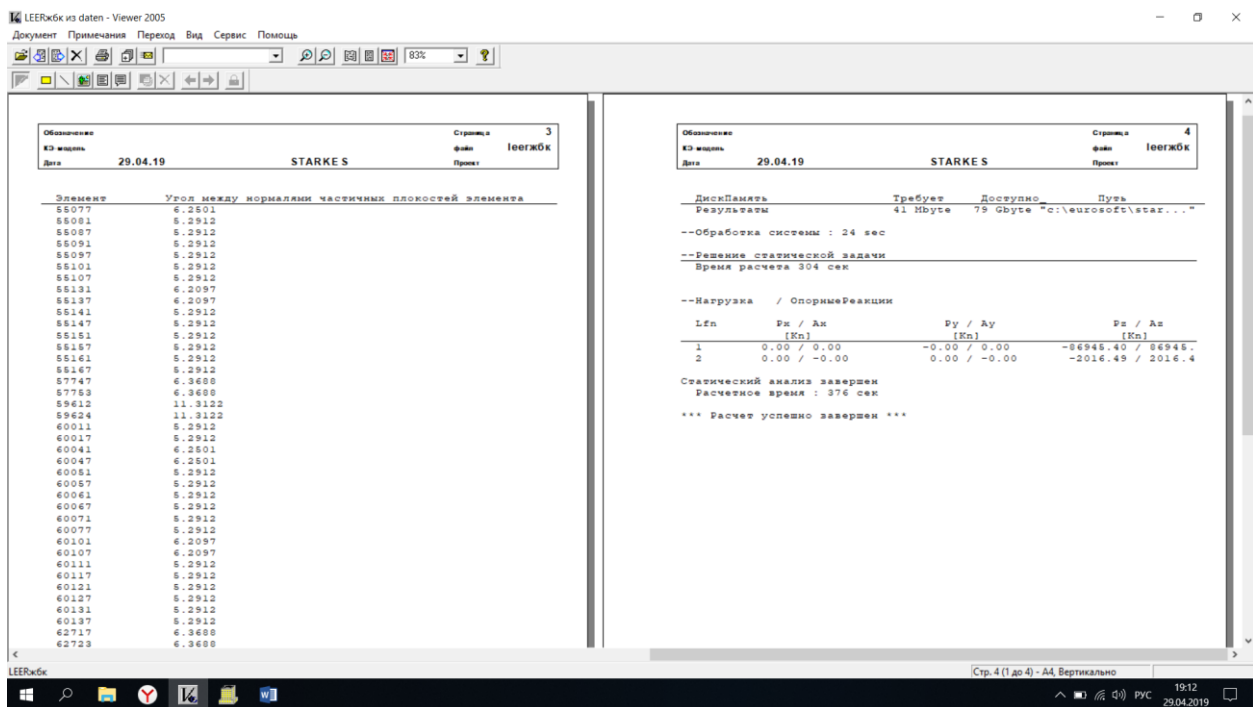 LEERжбк из daten - Viewer 2005
Документ Примечания Переход Вид Сервис Помощь
83%
Обозначение Страница 3
КЭ-модель файл leerжбк
Дата 29.04.19 STARKES Проект
Элемент Угол между нормалями частичных плокостей элемента
55077 6.2501
55081 5.2912
55087 5.2912
55091 5.2912
55097 5.2912
55101 5.2912
55107 5.2912
55131 6.2097
55137 6.2097
55141 5.2912
55147 5.2912
55151 5.2912
55157 5.2912
55161 5.2912
55167 5.2912
57747 6.3688
57753 6.3688
59612 11.3122
59624 11.3122
60011 5.2912
60017 5.2912
60041 6.2501
60047 6.2501
60051 5.2912
60057 5.2912
60061 5.2912
60067 5.2912
60071 5.2912
60077 5.2912
60101 6.2097
60107 6.2097
60111 5.2912
60117 5.2912
60121 5.2912
60127 5.2912
60131 5.2912
60137 5.2912
62717 6.3688
62723 6.3688
Обозначение Страница 4
КЭ-модель файл leerжбк
Дата 29.04.19 STARKES Проект
ДискПамять Требует Доступно_ Путь
Результаты 41 Mbyte 79 Gbyte "c:\eurosoft\star..."
--Обработка системы : 24 sec
--Решение статической задачи
Время расчета 304 сек
--Нагрузка / ОпорныеРеакции
Lfn Px / Ax Py / Ay Pz / Az
[Kn] [Kn] [Kn]
1 0.00 / 0.00 -0.00 / 0.00 -86945.40 / 86945.
2 0.00 / -0.00 0.00 / -0.00 -2016.49 / 2016.4
Статический анализ завершен
Расчетное время : 376 сек
*** Расчет успешно завершен ***
LEERжбк
Стр. 4 (1 до 4) - A4, Вертикально
РУС
19:12
29.04.2019